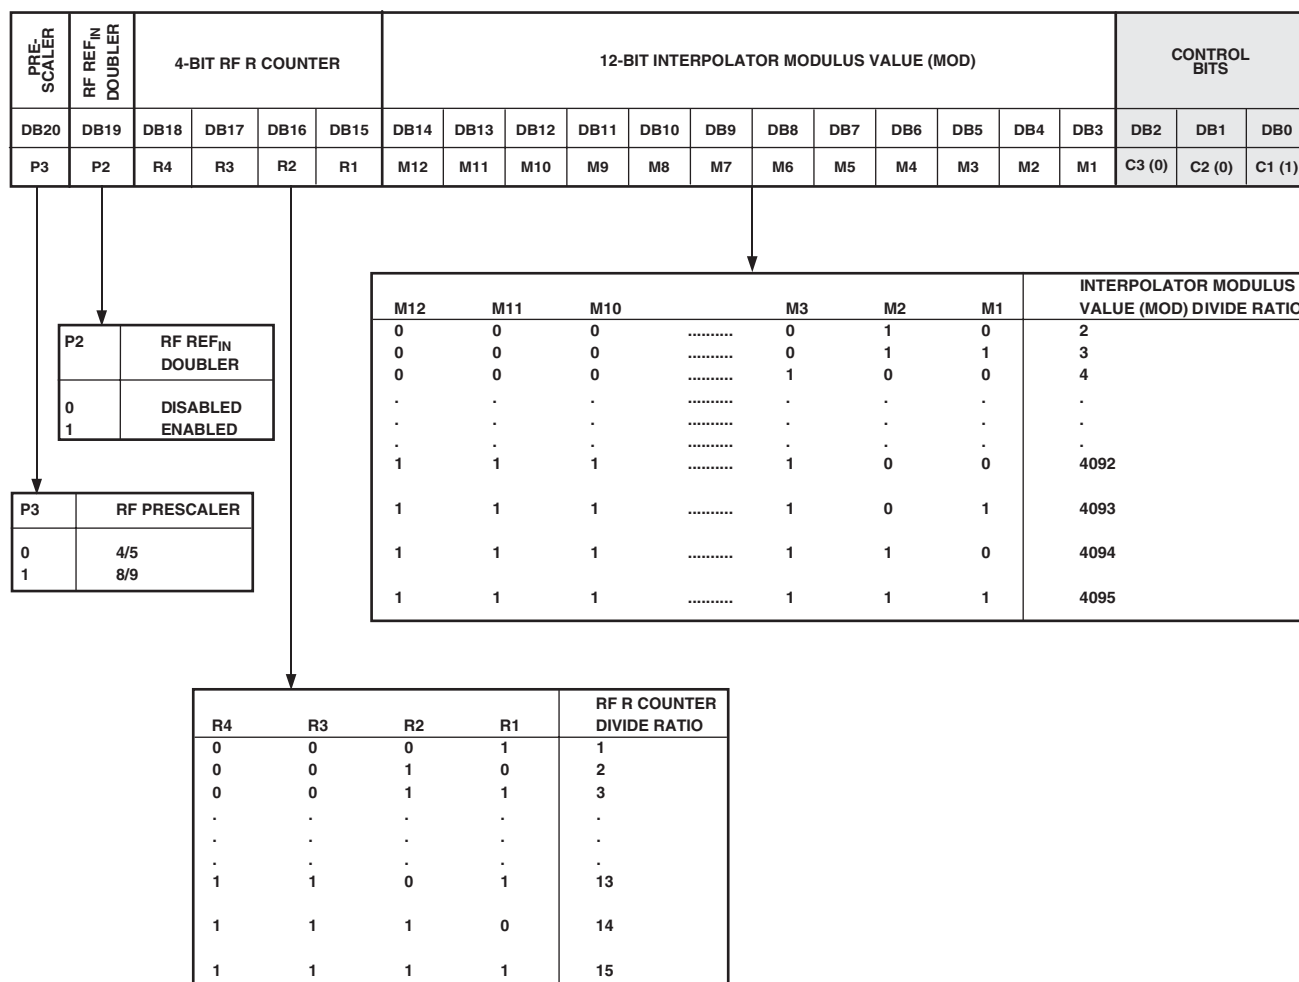 PRE-
SCALER
RF REFIN
DOUBLER
4-BIT RF R COUNTER
12-BIT INTERPOLATOR MODULUS VALUE (MOD)
CONTROL
BITS
DB20 DB19 DB18 DB17 DB16 DB15 DB14 DB13 DB12 DB11 DB10 DB9 DB8 DB7 DB6 DB5 DB4 DB3 DB2 DB1 DB0
P3 P2 R4 R3 R2 R1 M12 M11 M10 M9 M8 M7 M6 M5 M4 M3 M2 M1 C3 (0) C2 (0) C1 (1)
INTERPOLATOR MODULUS
M12 M11 M10 M3 M2 M1 VALUE (MOD) DIVIDE RATIO
0 0 0 .......... 0 1 0 2
0 0 0 .......... 0 1 1 3
0 0 0 .......... 1 0 0 4
. . . .......... . . . .
. . . .......... . . . .
. . . .......... . . . .
1 1 1 .......... 1 0 0 4092
1 1 1 .......... 1 0 1 4093
1 1 1 .......... 1 1 0 4094
1 1 1 .......... 1 1 1 4095
P2 RF REFIN
DOUBLER
0 DISABLED
1 ENABLED
P3 RF PRESCALER
0 4/5
1 8/9
RF R COUNTER
R4 R3 R2 R1 DIVIDE RATIO
0 0 0 1 1
0 0 1 0 2
0 0 1 1 3
. . . . .
. . . . .
. . . . .
1 1 0 1 13
1 1 1 0 14
1 1 1 1 15